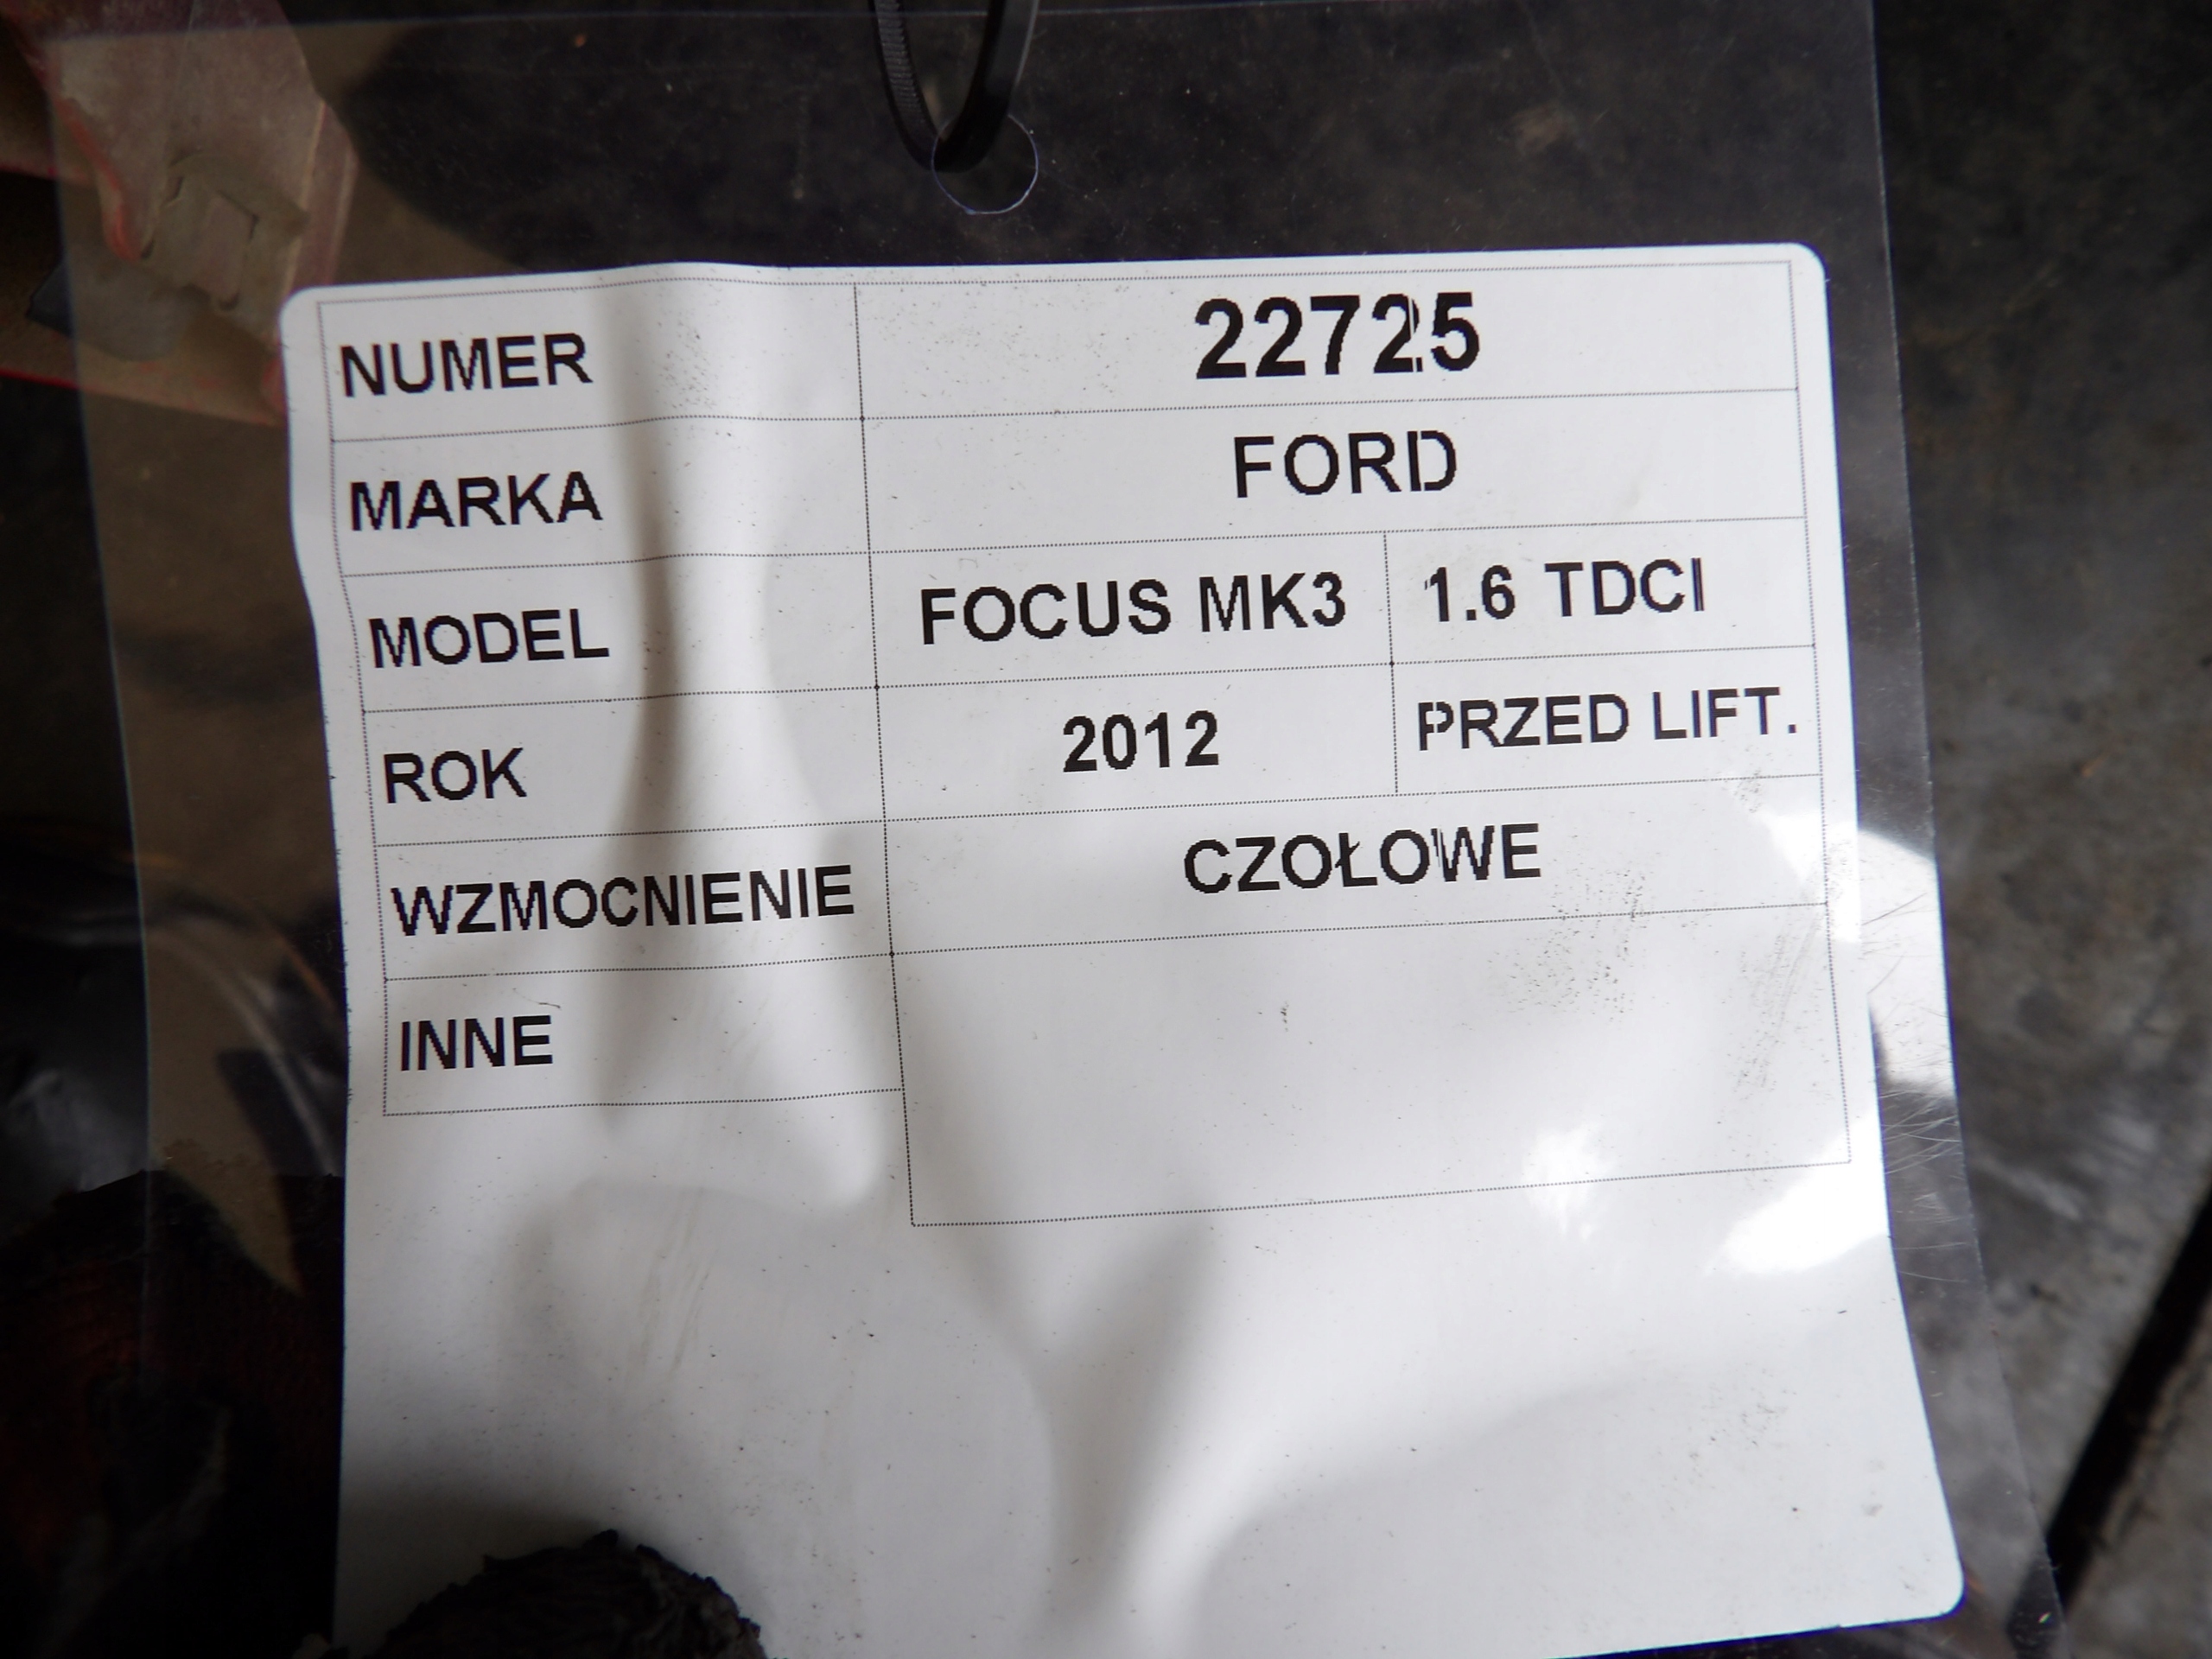 NUMER 22725
MARKA FORD
MODEL FOCUS MK3 1.6 TDCI
ROK 2012 PRZED LIFT.
WZMOCNIENIE CZOŁOWE
INNE